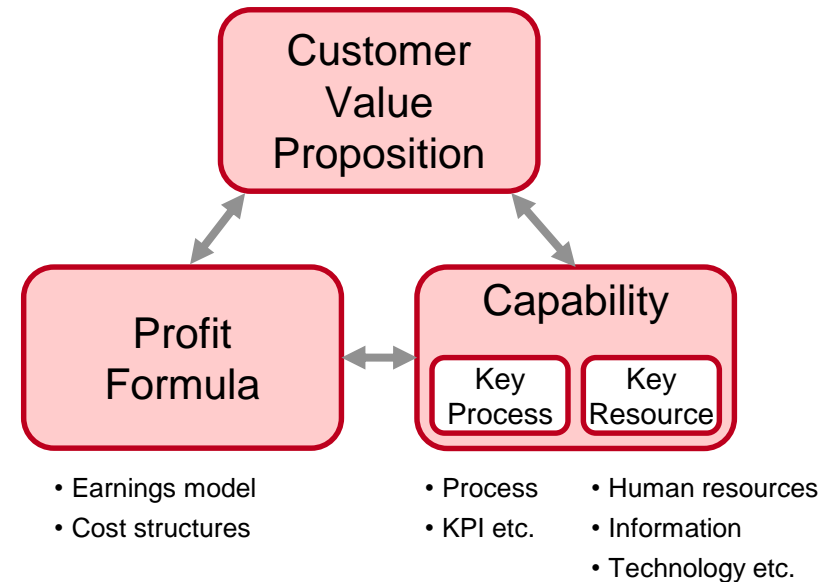 Customer
Value
Proposition
Profit
Formula
Capability
Key
Process
Key
Resource
• Earnings model
• Cost structures
• Process
• KPI etc.
• Human resources
• Information
• Technology etc.